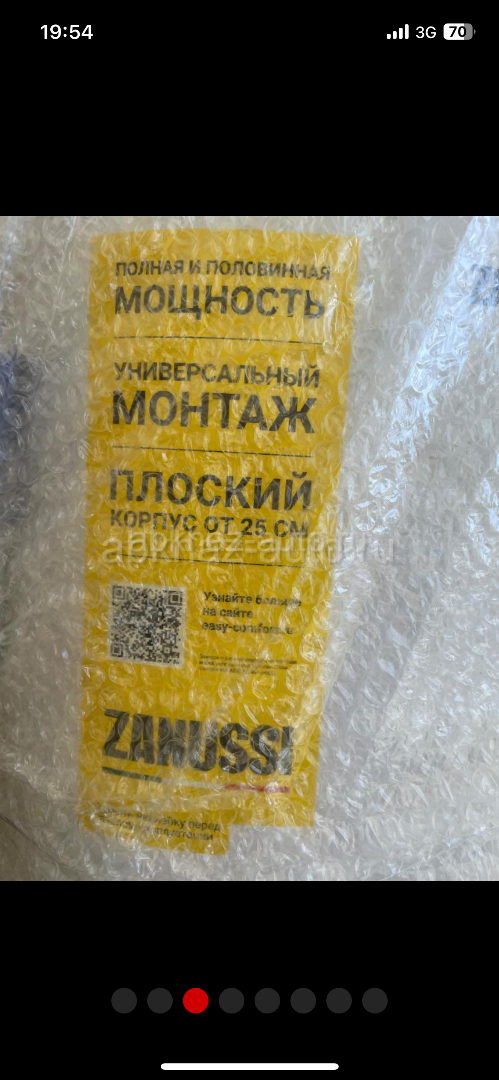 19:54
3G
70
ПОЛНАЯ И ПОЛОВИННАЯ
МОЩНОСТЬ
УНИВЕРСАЛЬНЫЙ
МОНТАЖ
ПЛОСКИЙ
КОРПУС ОТ 25 СМ
Узнайте больше
на сайте
ZANUSSI
перед